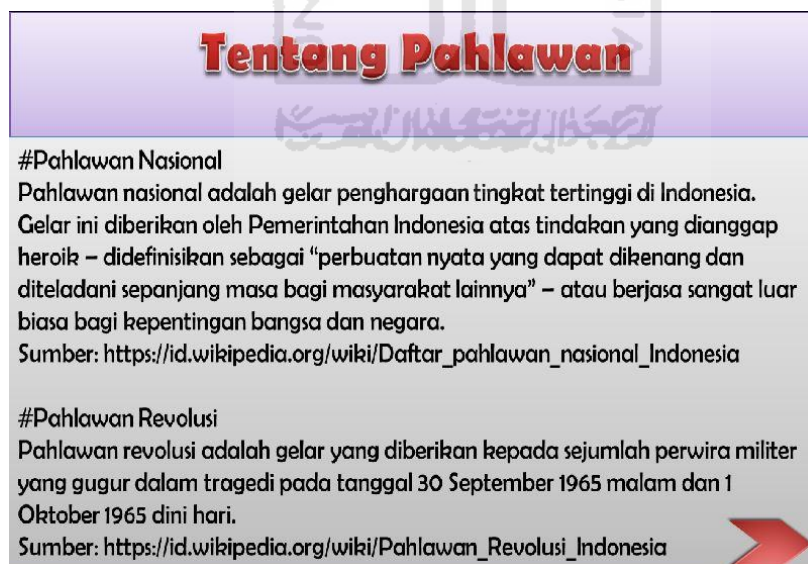 Tentang Pahlawan
#Pahlawan Nasional
Pahlawan nasional adalah gelar penghargaan tingkat tertinggi di Indonesia.
Gelar ini diberikan oleh Pemerintahan Indonesia atas tindakan yang dianggap
heroik – didefinisikan sebagai “perbuatan nyata yang dapat dikenang dan
diteladani sepanjang masa bagi masyarakat lainnya” – atau berjasa sangat luar
biasa bagi kepentingan bangsa dan negara.
Sumber: https://id.wikipedia.org/wiki/Daftar_pahlawan_nasional_Indonesia
#Pahlawan Revolusi
Pahlawan revolusi adalah gelar yang diberikan kepada sejumlah perwira militer
yang gugur dalam tragedi pada tanggal 30 September 1965 malam dan 1
Oktober 1965 dini hari.
Sumber: https://id.wikipedia.org/wiki/Pahlawan_Revolusi_Indonesia